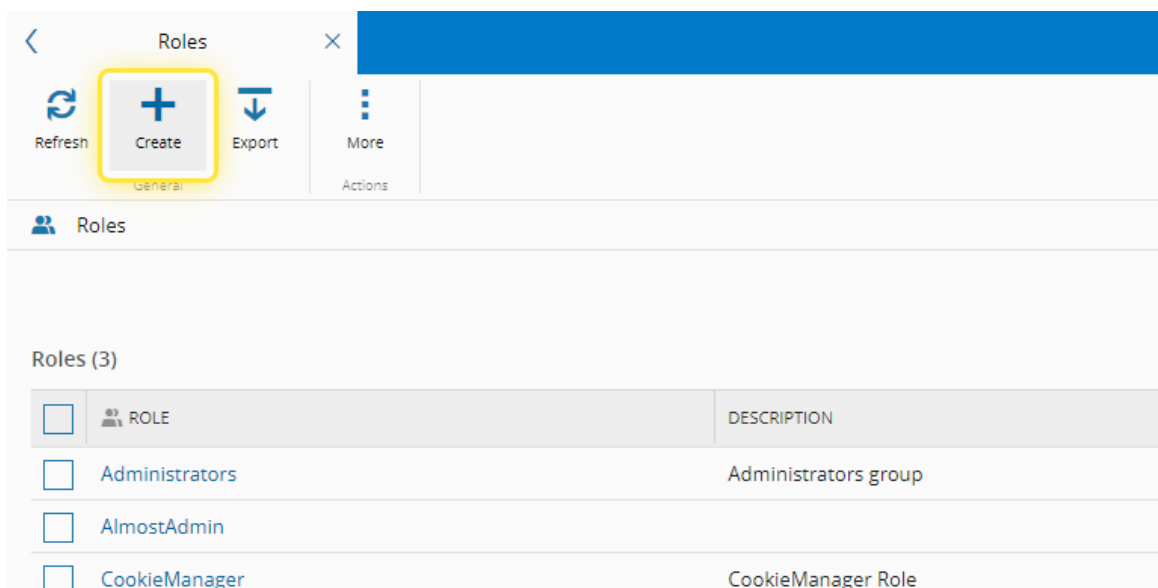 Roles
Refresh Create Export More
General Actions
Roles
Roles (3)
ROLE DESCRIPTION
Administrators Administrators group
AlmostAdmin
CookieManager CookieManager Role